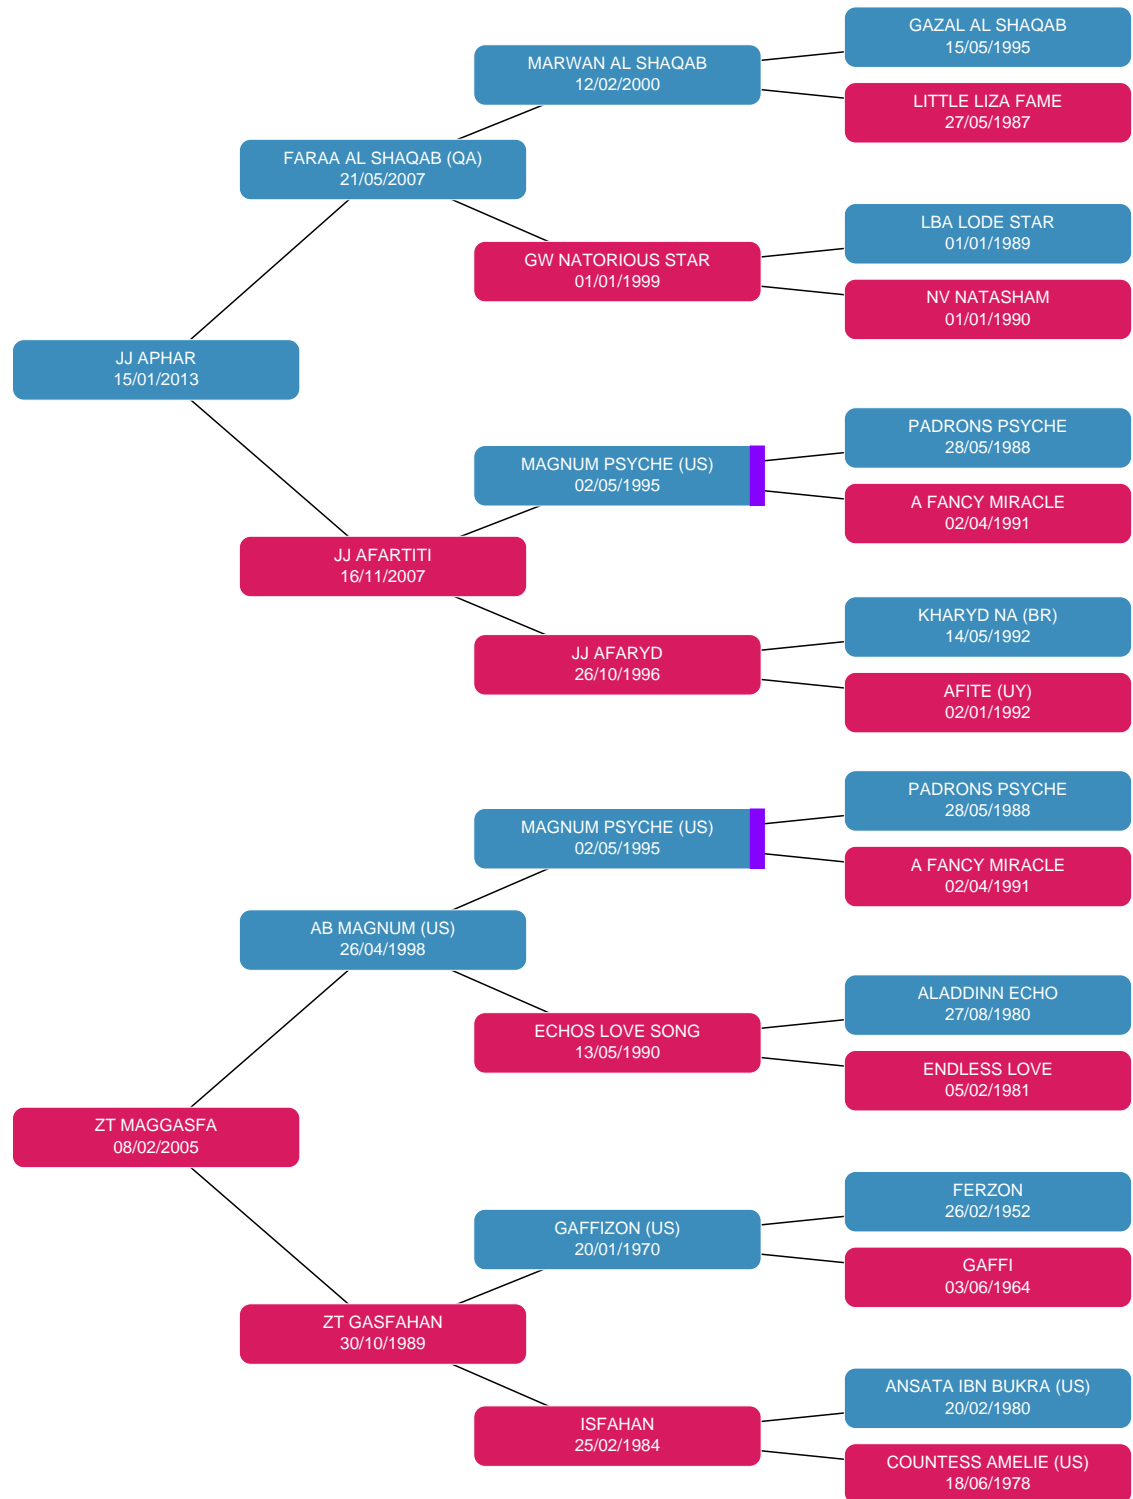 GAZAL AL SHAQAB
15/05/1995
MARWAN AL SHAQAB
12/02/2000
LITTLE LIZA FAME
27/05/1987
FARAA AL SHAQAB (QA)
21/05/2007
LBA LODE STAR
01/01/1989
GW NATORIOUS STAR
01/01/1999
NV NATASHAM
01/01/1990
JJ APHAR
15/01/2013
PADRONS PSYCHE
28/05/1988
MAGNUM PSYCHE (US)
02/05/1995
A FANCY MIRACLE
02/04/1991
JJ AFARTITI
16/11/2007
KHARYD NA (BR)
14/05/1992
JJ AFARYD
26/10/1996
AFITE (UY)
02/01/1992
PADRONS PSYCHE
28/05/1988
MAGNUM PSYCHE (US)
02/05/1995
A FANCY MIRACLE
02/04/1991
AB MAGNUM (US)
26/04/1998
ALADDINN ECHO
27/08/1980
ECHOS LOVE SONG
13/05/1990
ENDLESS LOVE
05/02/1981
ZT MAGGASFA
08/02/2005
FERZON
26/02/1952
GAFFIZON (US)
20/01/1970
GAFFI
03/06/1964
ZT GASFAHAN
30/10/1989
ANSATA IBN BUKRA (US)
20/02/1980
ISFAHAN
25/02/1984
COUNTESS AMELIE (US)
18/06/1978